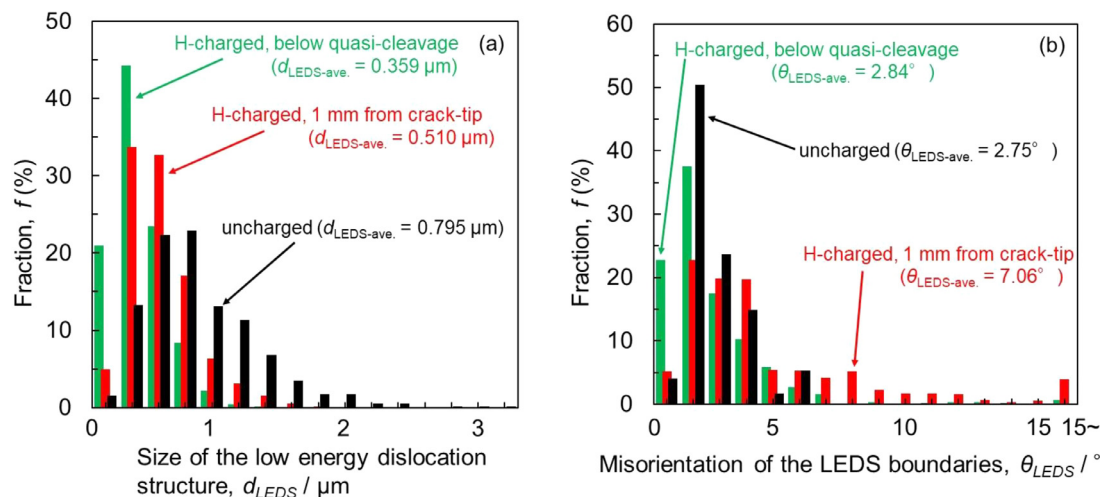 50
40
30
20
10
0
Fraction, f (%)
(a)
H-charged, below quasi-cleavage
(dLEDS-ave. = 0.359 µm)
H-charged, 1 mm from crack-tip
(dLEDS-ave. = 0.510 µm)
uncharged (dLEDS-ave. = 0.795 µm)
0 1 2 3
Size of the low energy dislocation
structure, dLEDS / µm
60
50
40
30
20
10
0
Fraction, f (%)
(b)
H-charged, below quasi-cleavage
(θLEDS-ave. = 2.84°)
uncharged (θLEDS-ave. = 2.75°)
H-charged, 1 mm from crack-tip
(θLEDS-ave. = 7.06°)
0 5 10 15 15~
Misorientation of the LEDS boundaries, θLEDS / °